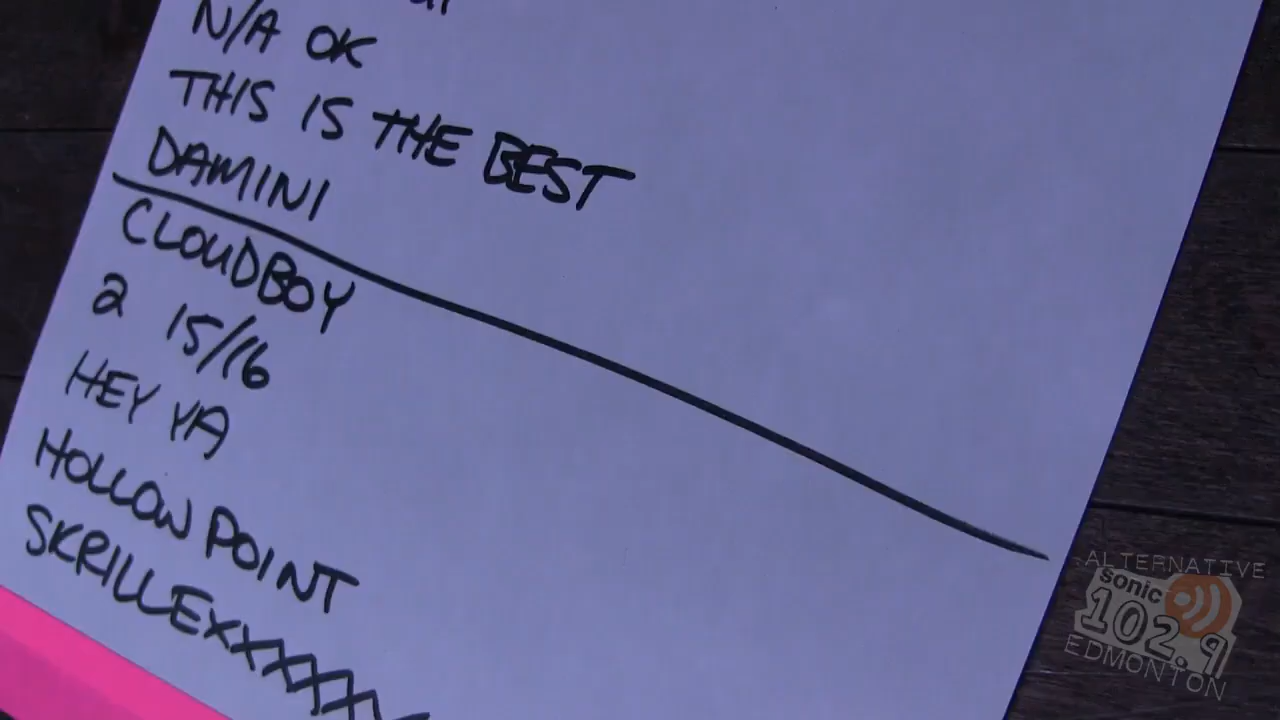 N/A OK
THIS IS THE BEST
DAMINI
CLOUDBOY
2 15/16
HEY YA
HOLLOW POINT
SKRILLEXXXXXX
ALTERNATIVE
sonic
102.9
EDMONTON